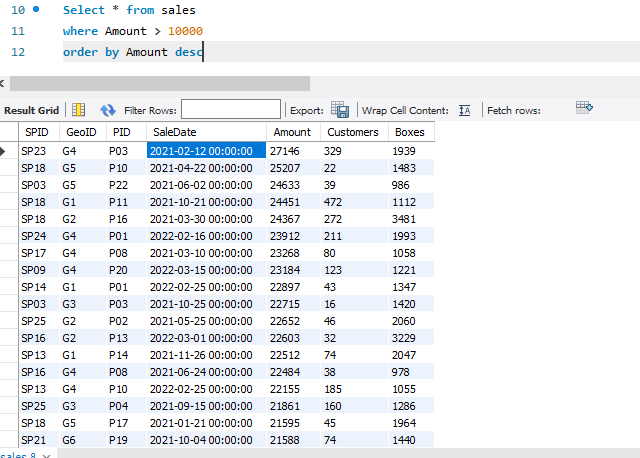 10 Select * from sales
11 where Amount > 10000
12 order by Amount desc
Result Grid Filter Rows: Export: Wrap Cell Content: Fetch rows:
SPID GeoID PID SaleDate Amount Customers Boxes
SP23 G4 P03 2021-02-12 00:00:00 27146 329 1939
SP18 G5 P10 2021-04-22 00:00:00 25207 22 1483
SP03 G5 P22 2021-06-02 00:00:00 24633 39 986
SP18 G1 P11 2021-10-21 00:00:00 24451 472 1112
SP18 G2 P16 2021-03-30 00:00:00 24367 272 3481
SP24 G4 P01 2022-02-16 00:00:00 23912 211 1993
SP17 G4 P08 2021-03-10 00:00:00 23268 80 1058
SP09 G4 P20 2022-03-15 00:00:00 23184 123 1221
SP14 G1 P01 2022-02-25 00:00:00 22897 43 1347
SP03 G3 P03 2021-10-25 00:00:00 22715 16 1420
SP25 G2 P02 2021-05-25 00:00:00 22652 46 2060
SP16 G2 P13 2022-03-01 00:00:00 22603 32 3229
SP13 G1 P14 2021-11-26 00:00:00 22512 74 2047
SP16 G4 P08 2021-06-24 00:00:00 22484 38 978
SP13 G4 P10 2022-02-25 00:00:00 22155 185 1055
SP25 G3 P04 2021-09-15 00:00:00 21861 160 1286
SP18 G5 P17 2021-01-21 00:00:00 21595 45 1964
SP21 G6 P19 2021-10-04 00:00:00 21588 74 1440
sales 8